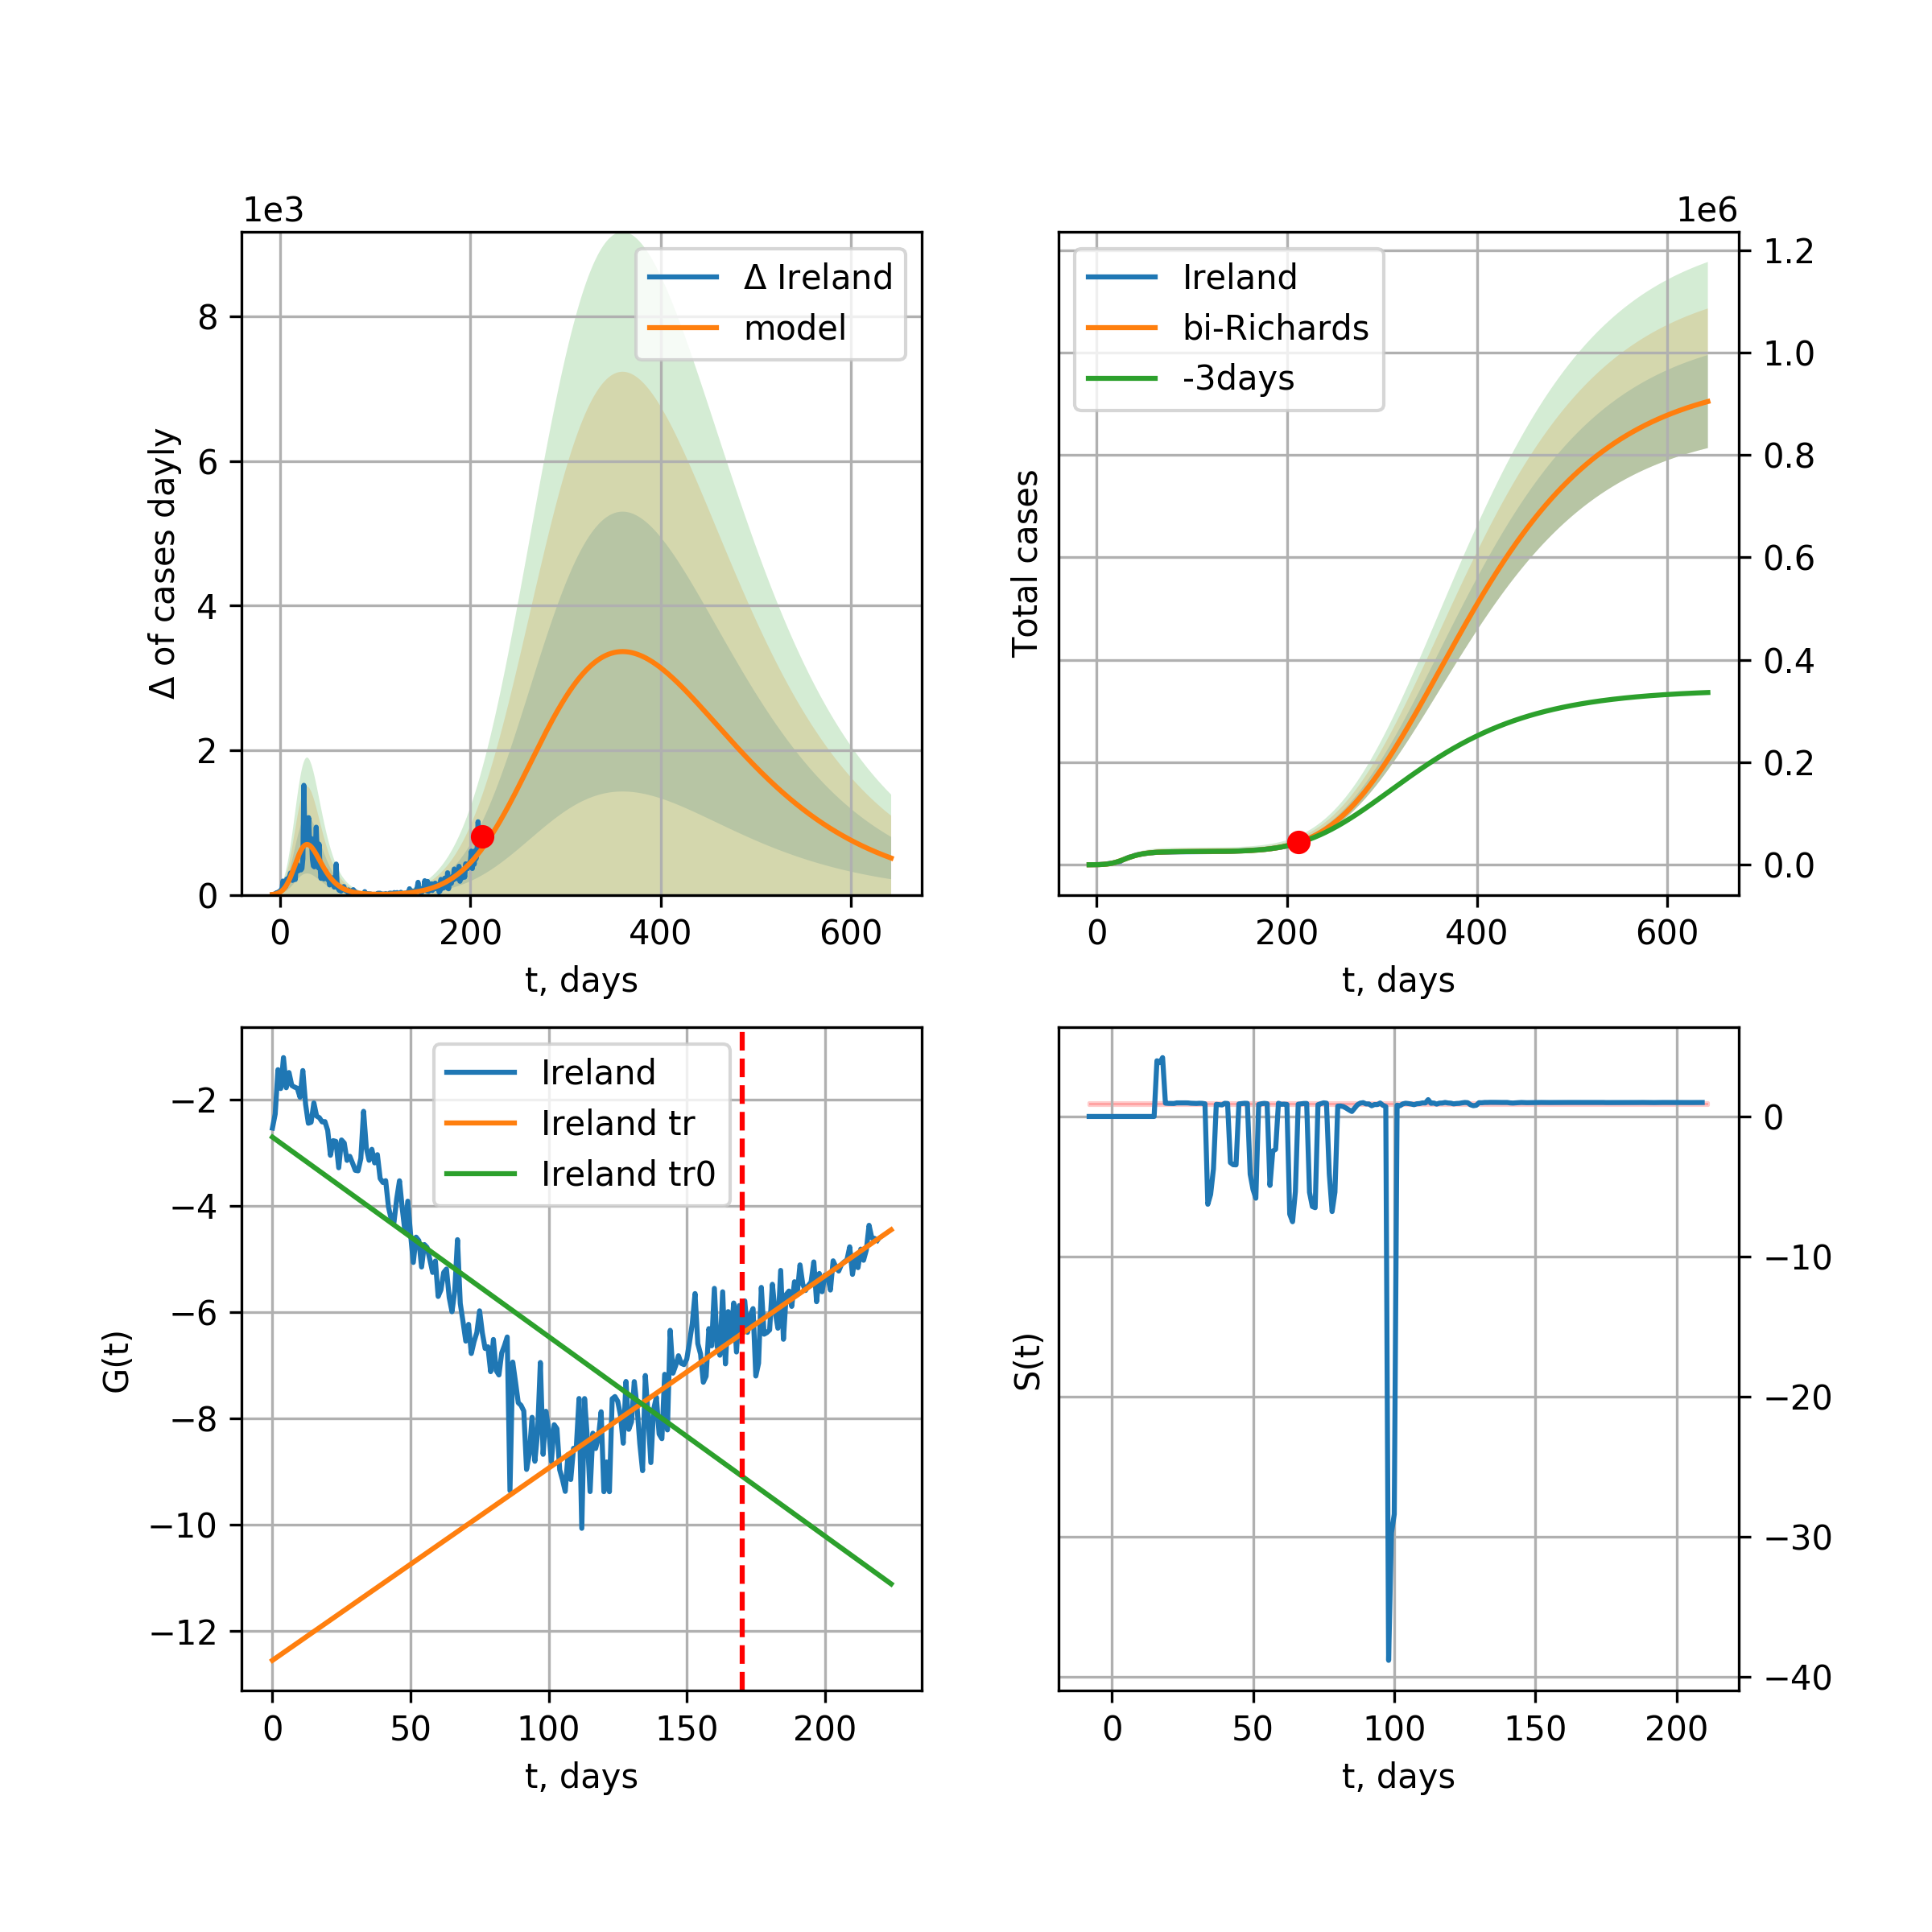 1e3
Δ of cases dayly
8
6
4
2
0
0 200 400 600
t, days
Δ Ireland
model
1e6
Total cases
1.2
1.0
0.8
0.6
0.4
0.2
0.0
0 200 400 600
t, days
Ireland
bi-Richards
-3days
G(t)
−2
−4
−6
−8
−10
−12
0 50 100 150 200
t, days
Ireland
Ireland tr
Ireland tr0
S(t)
0
−10
−20
−30
−40
0 50 100 150 200
t, days